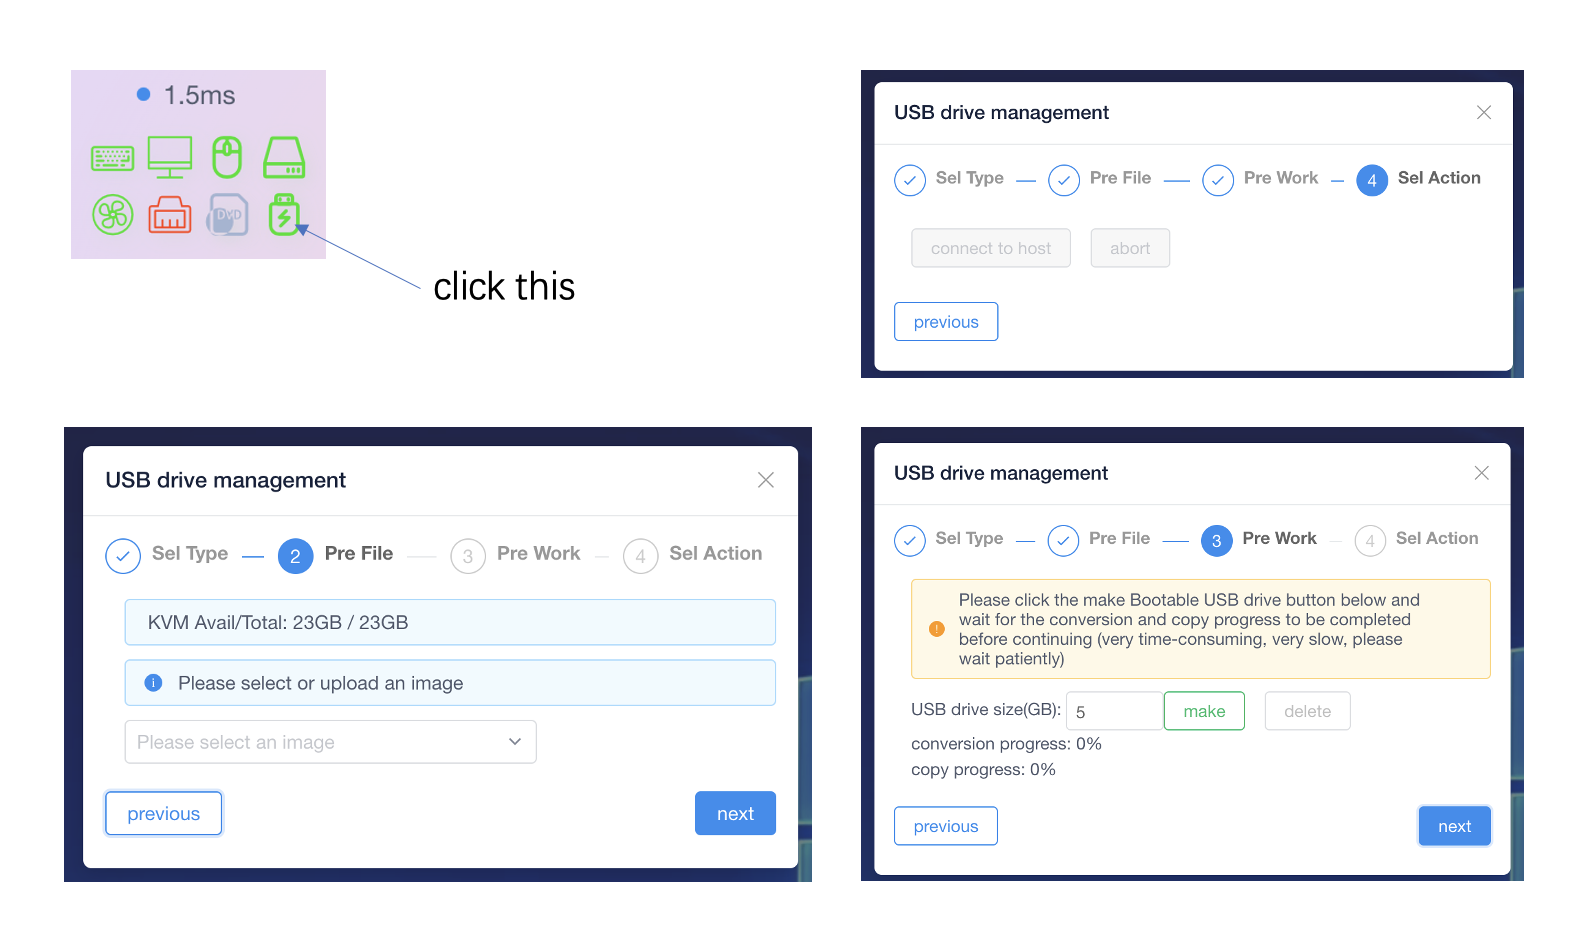 1.5ms
DVD
click this
USB drive management
Sel Type
Pre File
Pre Work
4
Sel Action
connect to host
abort
previous
USB drive management
Sel Type
2
Pre File
3
Pre Work
4
Sel Action
KVM Avail/Total: 23GB / 23GB
Please select or upload an image
Please select an image
previous
next
USB drive management
Sel Type
Pre File
3
Pre Work
4
Sel Action
Please click the make Bootable USB drive button below and
wait for the conversion and copy progress to be completed
before continuing (very time-consuming, very slow, please
wait patiently)
USB drive size(GB):
5
make
delete
conversion progress: 0%
copy progress: 0%
previous
next